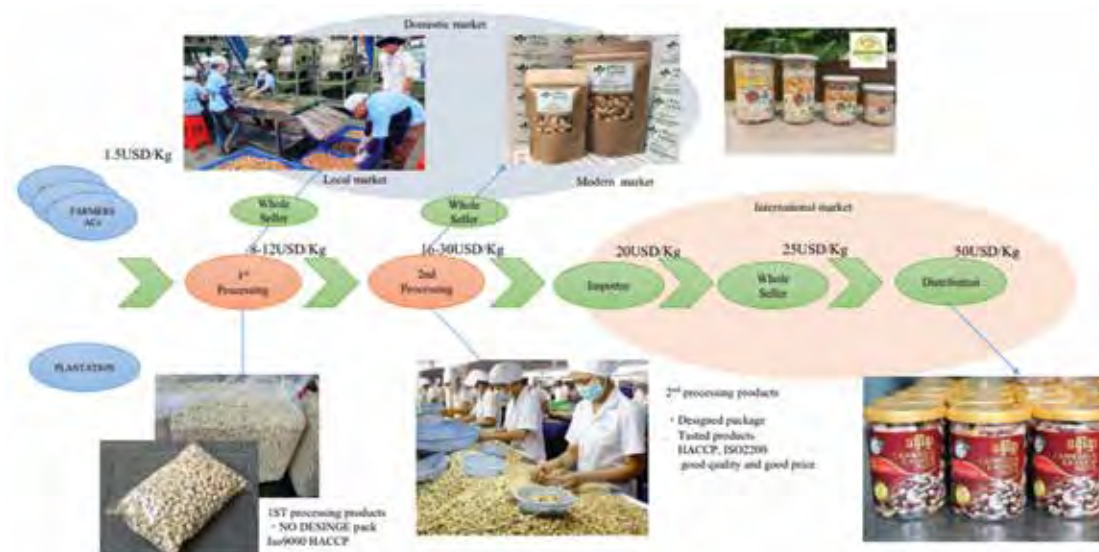 Domestic market
1.5USD/Kg
Local market
Modern market
FARMERS
ACs
Whole
Seller
Whole
Seller
International market
8-12USD/Kg
16-30USD/Kg
20USD/Kg
25USD/Kg
50USD/Kg
1st
Processing
2nd
Processing
Importer
Whole
Seller
Distribution
PLANTATION
2nd processing products
・Designed package
Tasted products
HACCP, ISO2200
good quality and good price
1ST processing products
・NO DESINGE pack
Iso9000 HACCP